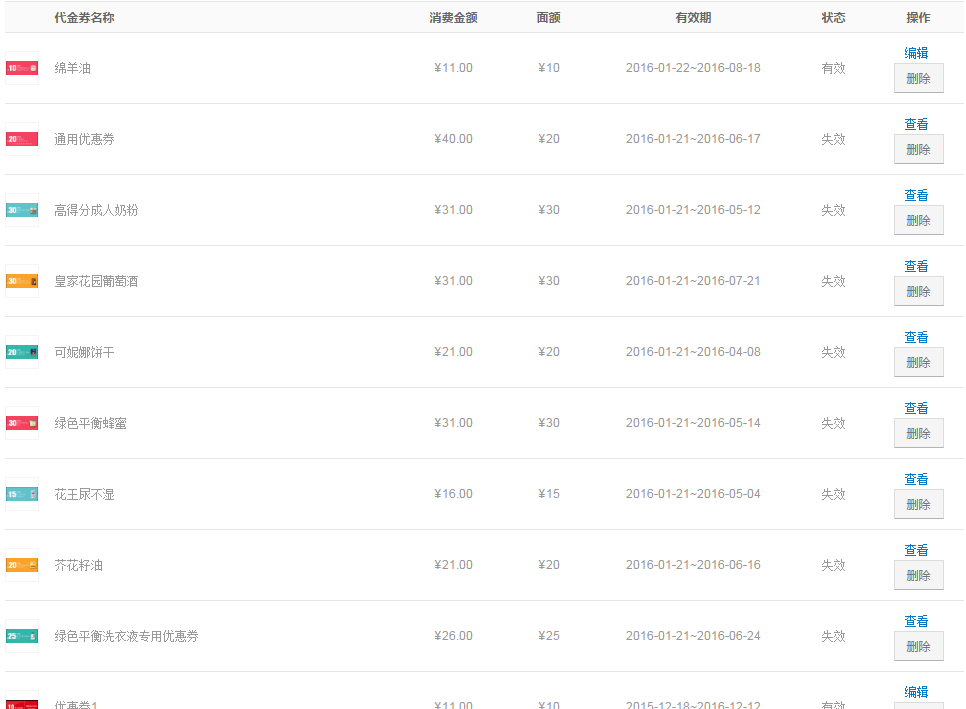 代金券名称 消费金额 面额 有效期 状态 操作
编辑
10 绵羊油 ¥11.00 ¥10 2016-01-22~2016-08-18 有效
删除
查看
20 通用优惠券 ¥40.00 ¥20 2016-01-21~2016-06-17 失效
删除
查看
30 高得分成人奶粉 ¥31.00 ¥30 2016-01-21~2016-05-12 失效
删除
查看
30 皇家花园葡萄酒 ¥31.00 ¥30 2016-01-21~2016-07-21 失效
删除
查看
20 可妮娜饼干 ¥21.00 ¥20 2016-01-21~2016-04-08 失效
删除
查看
30 绿色平衡蜂蜜 ¥31.00 ¥30 2016-01-21~2016-05-14 失效
删除
查看
15 花王尿不湿 ¥16.00 ¥15 2016-01-21~2016-05-04 失效
删除
查看
20 芥花籽油 ¥21.00 ¥20 2016-01-21~2016-06-16 失效
删除
查看
25 绿色平衡洗衣液专用优惠券 ¥26.00 ¥25 2016-01-21~2016-06-24 失效
删除
编辑
优惠券1 ¥11.00 ¥10 2015-12-18~2016-12-12 有效